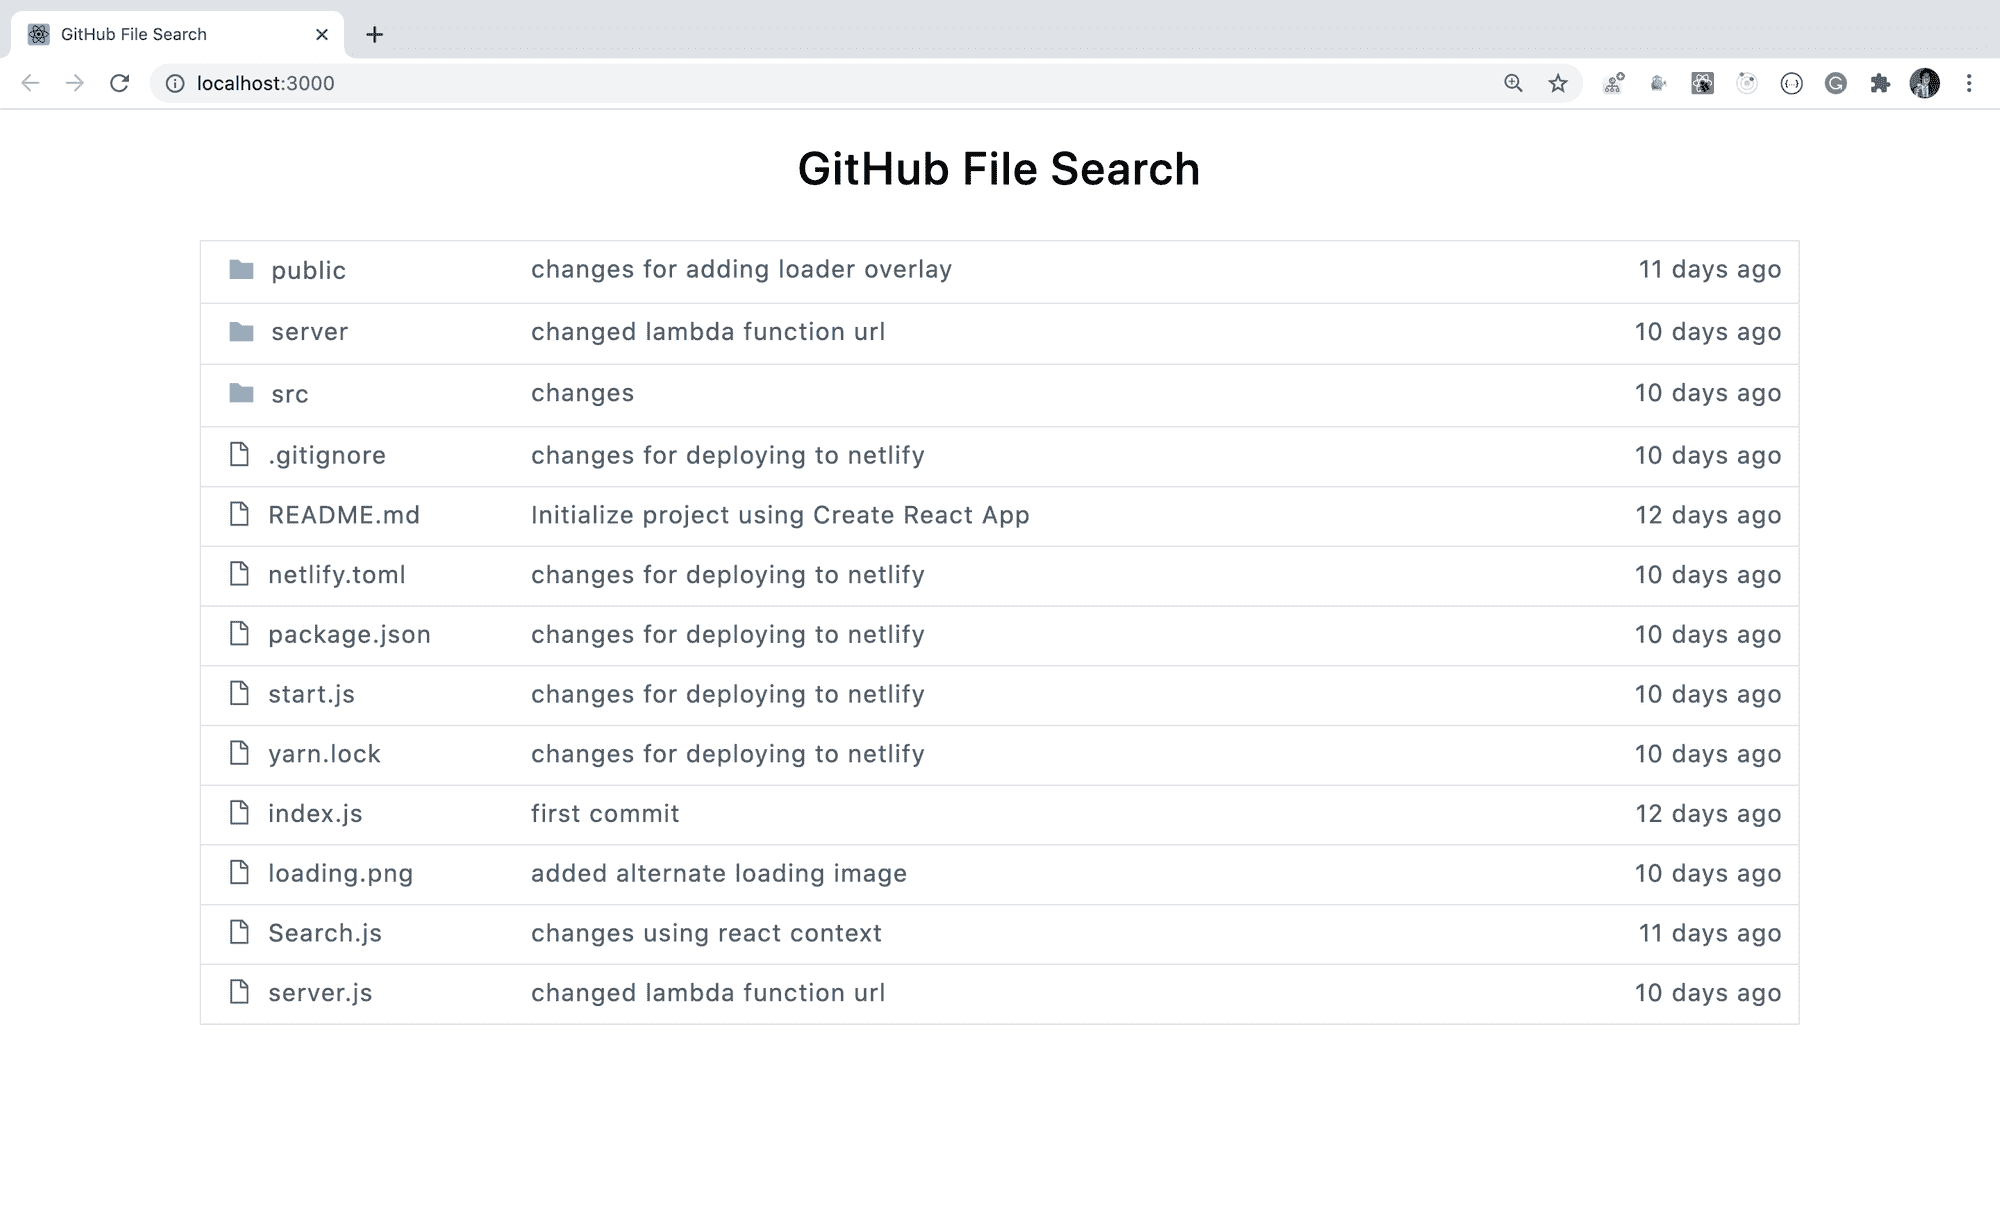 GitHub File Search
localhost:3000
GitHub File Search
public changes for adding loader overlay 11 days ago
server changed lambda function url 10 days ago
src changes 10 days ago
.gitignore changes for deploying to netlify 10 days ago
README.md Initialize project using Create React App 12 days ago
netlify.toml changes for deploying to netlify 10 days ago
package.json changes for deploying to netlify 10 days ago
start.js changes for deploying to netlify 10 days ago
yarn.lock changes for deploying to netlify 10 days ago
index.js first commit 12 days ago
loading.png added alternate loading image 10 days ago
Search.js changes using react context 11 days ago
server.js changed lambda function url 10 days ago